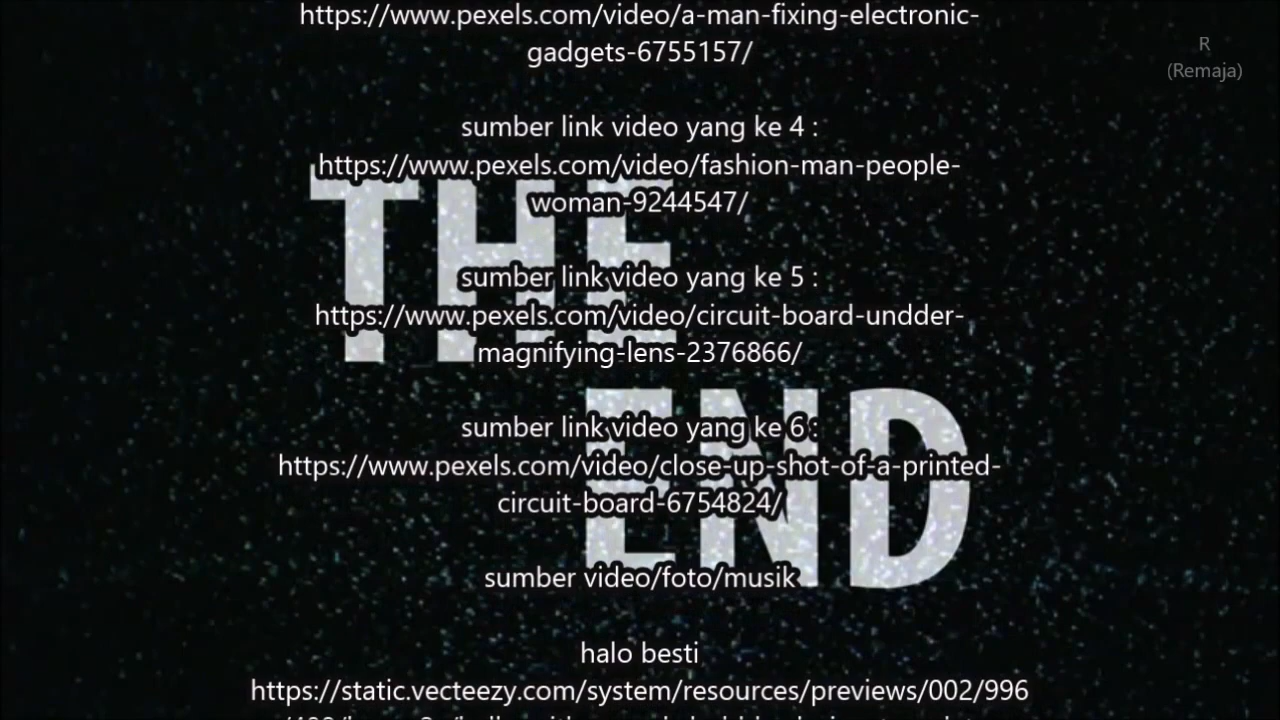 https://www.pexels.com/video/a-man-fixing-electronic-
gadgets-6755157/
R
(Remaja)
sumber link video yang ke 4 :
https://www.pexels.com/video/fashion-man-people-
woman-9244547/
THE
sumber link video yang ke 5 :
https://www.pexels.com/video/circuit-board-undder-
magnifying-lens-2376866/
END
sumber link video yang ke 6 :
https://www.pexels.com/video/close-up-shot-of-a-printed-
circuit-board-6754824/
sumber video/foto/musik
halo besti
https://static.vecteezy.com/system/resources/previews/002/996